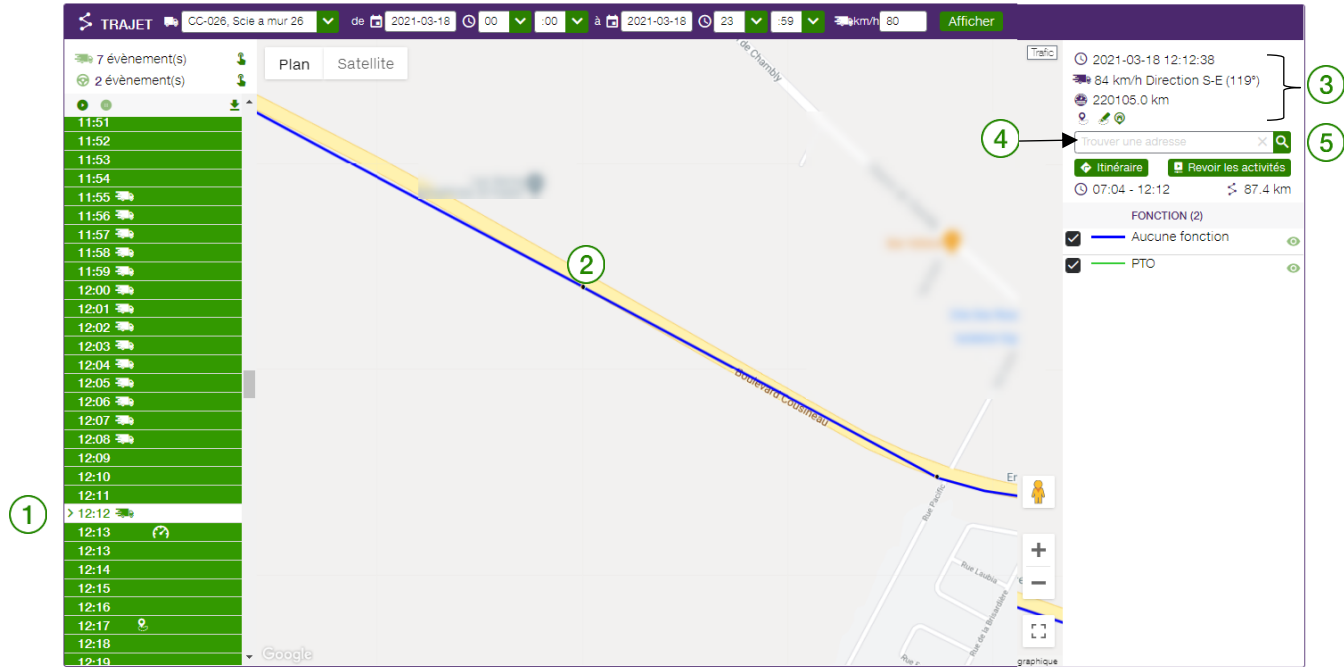 TRAJET CC-026, Scie a mur 26 de 2021-03-18 00 :00 à 2021-03-18 23 :59 km/h 80 Afficher
7 évènement(s)
2 évènement(s)
11:51
11:52
11:53
11:54
11:55
11:56
11:57
11:58
11:59
12:00
12:01
12:02
12:03
12:04
12:05
12:06
12:07
12:08
12:09
12:10
12:11
1
> 12:12
12:13
12:13
12:14
12:15
12:16
12:17
12:18
12:19
Plan Satellite
de Chambly
2
Boulevard Cousineau
Er
Rue Pacific
Rue Laubia
Rue de la Brisardière
Rue
Google
graphique
Trafic
2021-03-18 12:12:38
84 km/h Direction S-E (119°)
220105.0 km
3
4
Trouver une adresse
5
Itinéraire Revoir les activités
07:04 - 12:12 87.4 km
FONCTION (2)
Aucune fonction
PTO